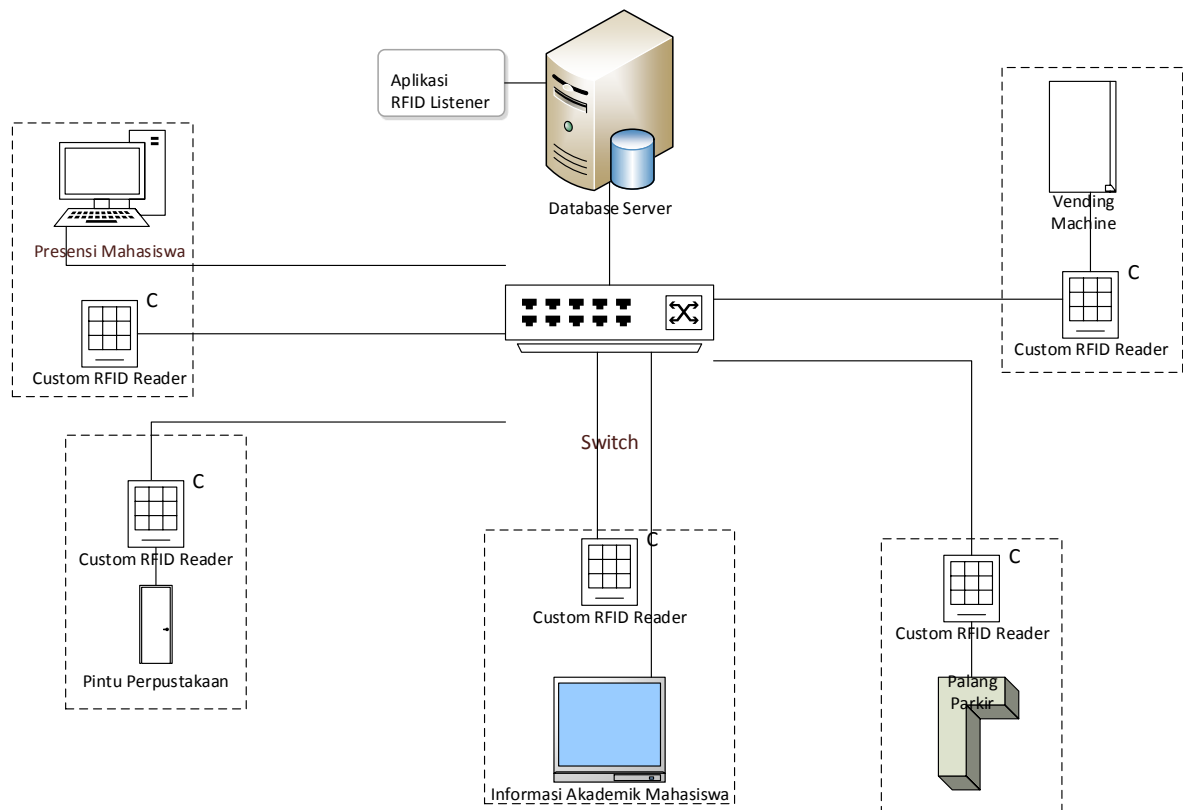 Aplikasi
RFID Listener
Database Server
Vending
Machine
C
Custom RFID Reader
Presensi Mahasiswa
C
Custom RFID Reader
Switch
C
Custom RFID Reader
Pintu Perpustakaan
C
Custom RFID Reader
Informasi Akademik Mahasiswa
C
Custom RFID Reader
Palang
Parkir